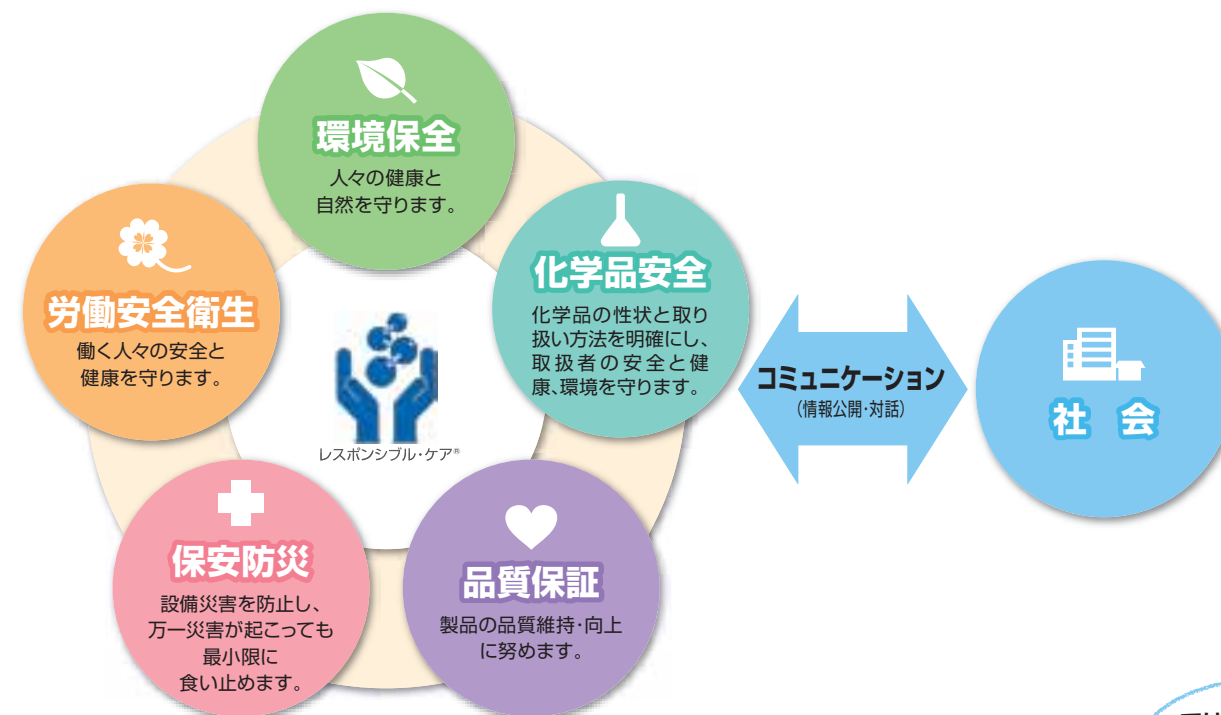 環境保全
人々の健康と
自然を守ります。
化学品安全
化学品の性状と取り
扱い方法を明確にし、
取扱者の安全と健
康、環境を守ります。
労働安全衛生
働く人々の安全と
健康を守ります。
レスポンシブル・ケア®
保安防災
設備災害を防止し、
万一災害が起こっても
最小限に
食い止めます。
品質保証
製品の品質維持・向上
に努めます。
コミュニケーション
(情報公開・対話)
社 会